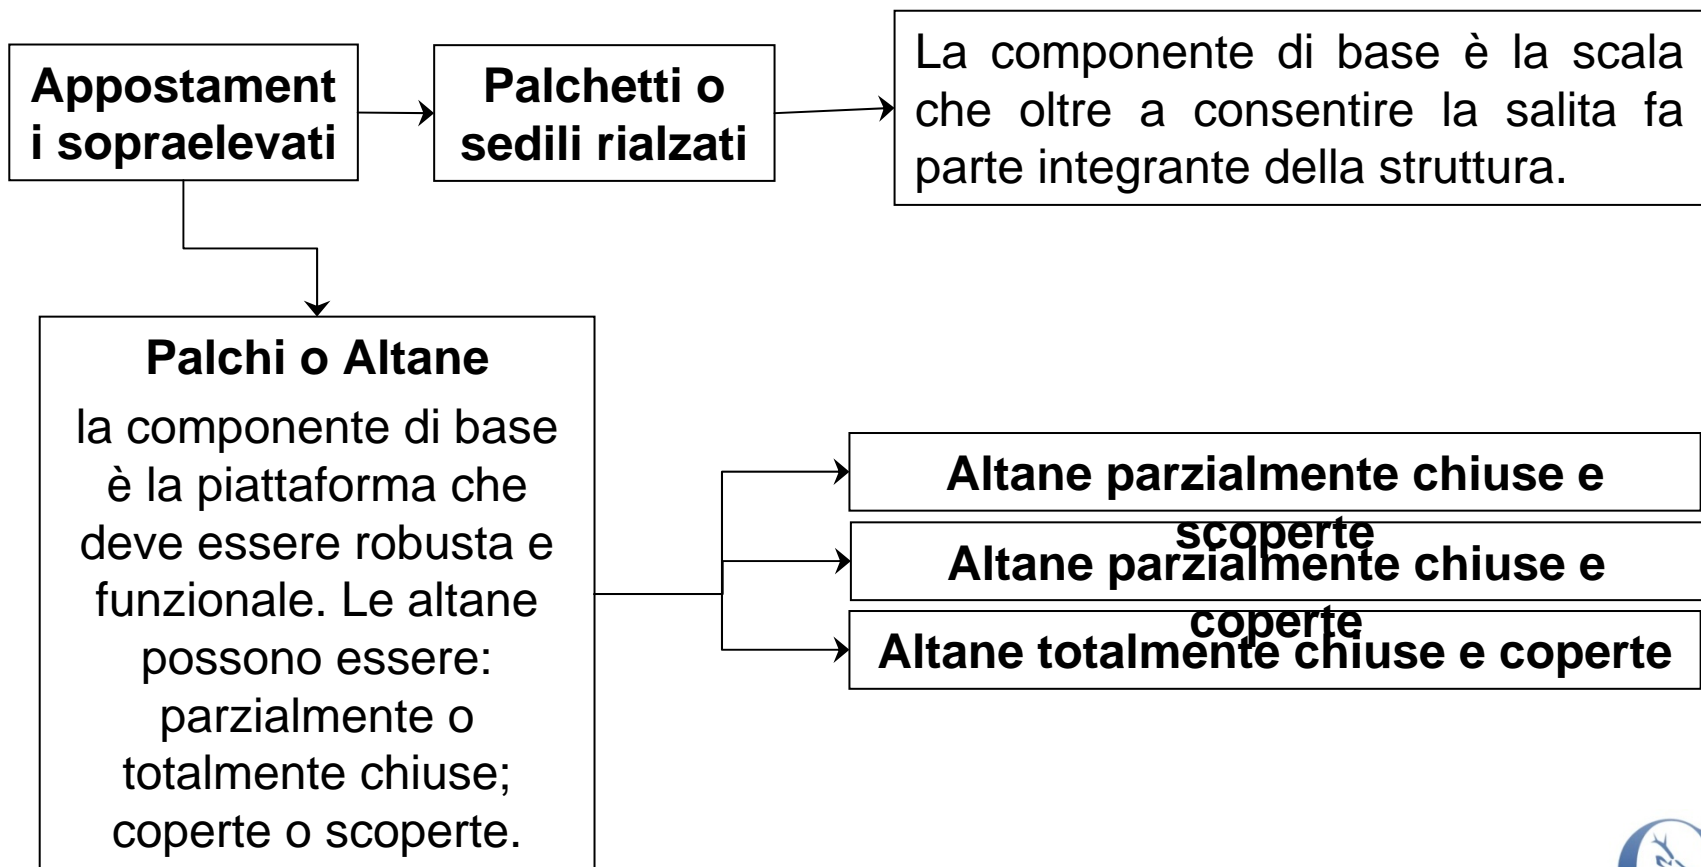 Appostament
i sopraelevati
Palchetti o
sedili rialzati
La componente di base è la scala
che oltre a consentire la salita fa
parte integrante della struttura.
Palchi o Altane
la componente di base
è la piattaforma che
deve essere robusta e
funzionale. Le altane
possono essere:
parzialmente o
totalmente chiuse;
coperte o scoperte.
Altane parzialmente chiuse e
scoperte
Altane parzialmente chiuse e
coperte
Altane totalmente chiuse e coperte